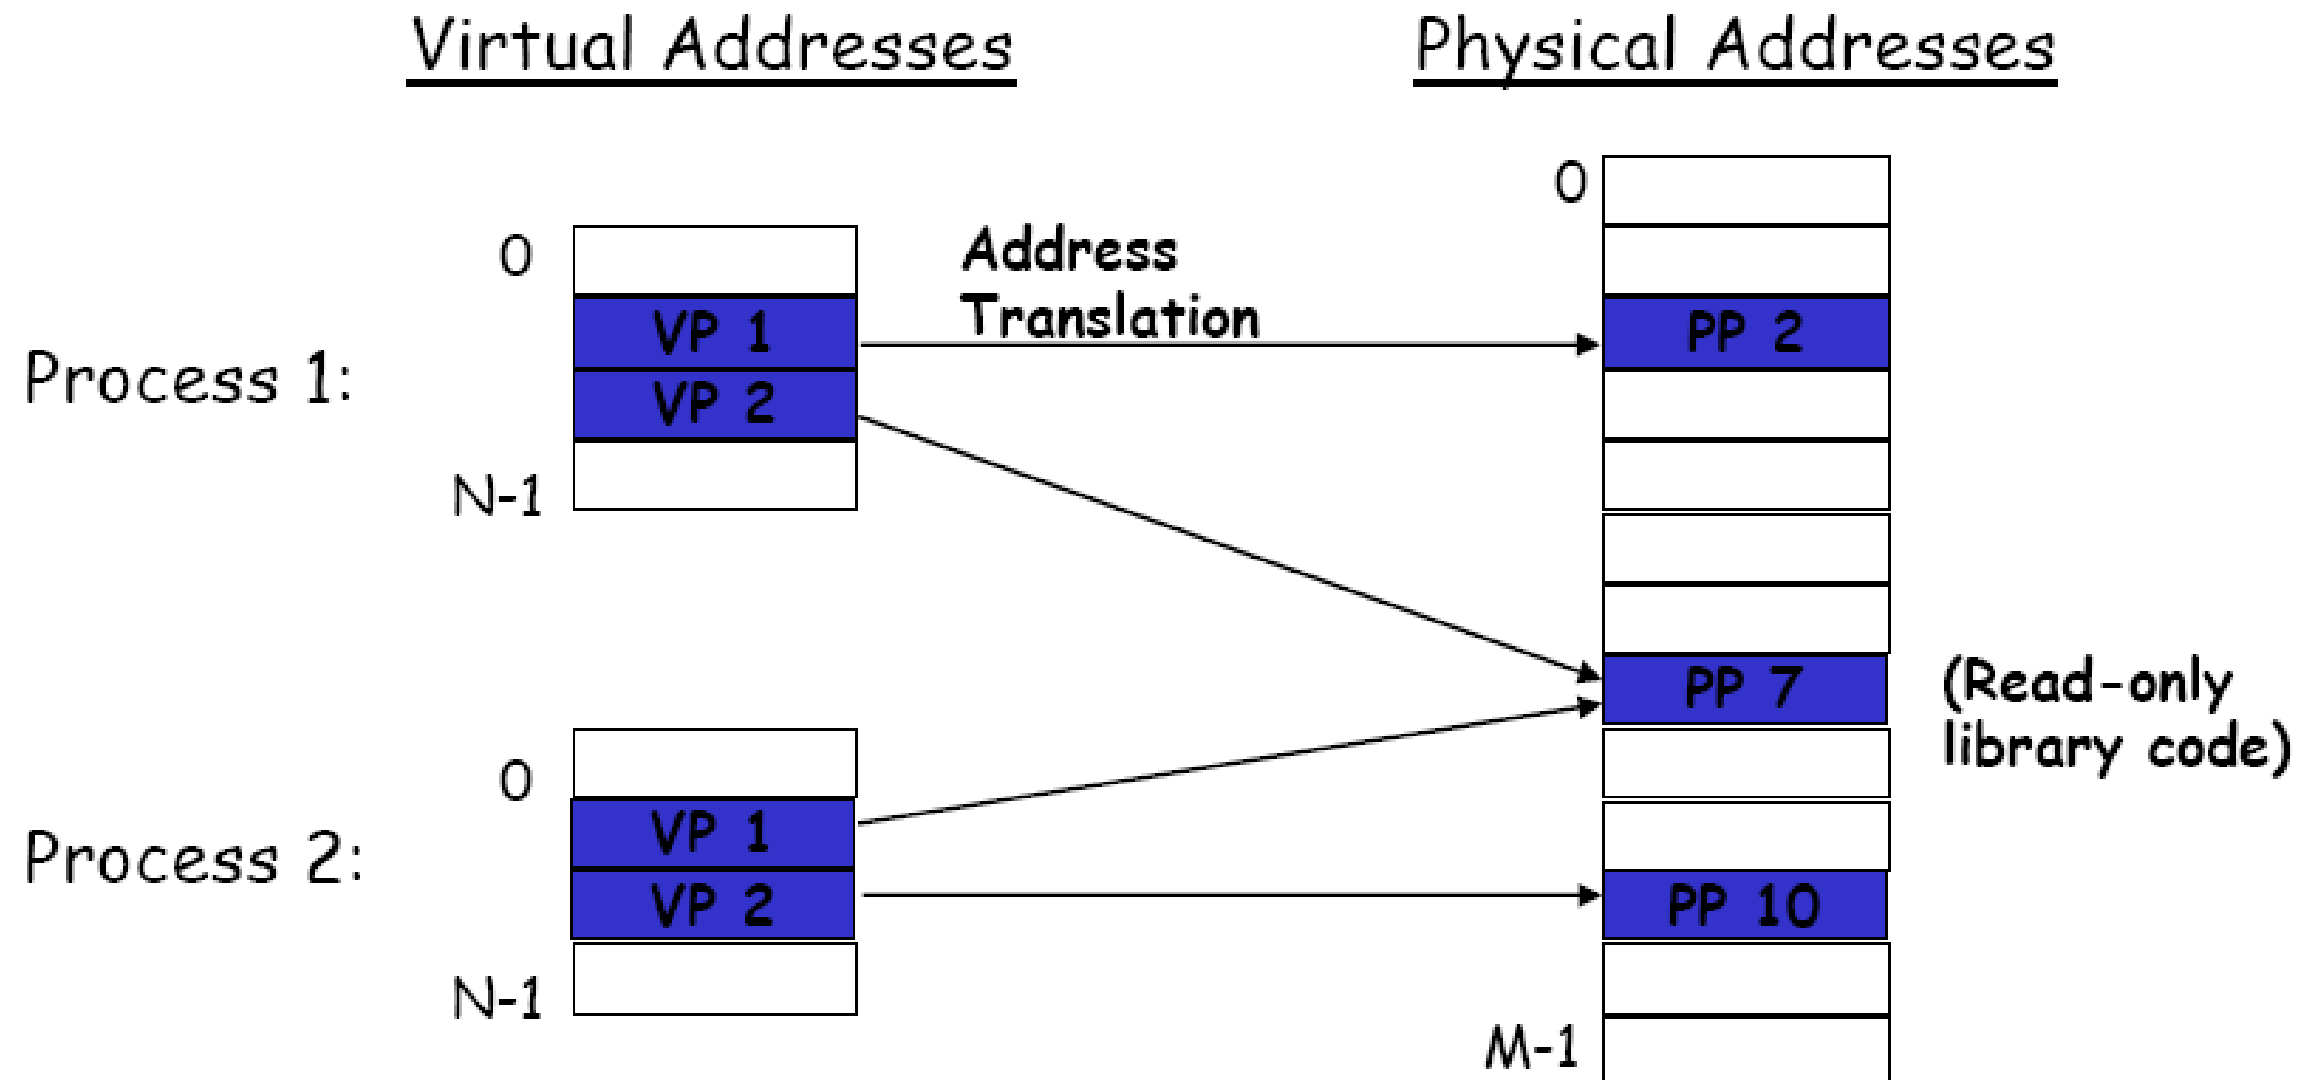 Virtual Addresses
Physical Addresses
0
0
Address
Translation
VP 1
PP 2
Process 1:
VP 2
N-1
PP 7
(Read-only
library code)
0
VP 1
Process 2:
VP 2
PP 10
N-1
M-1